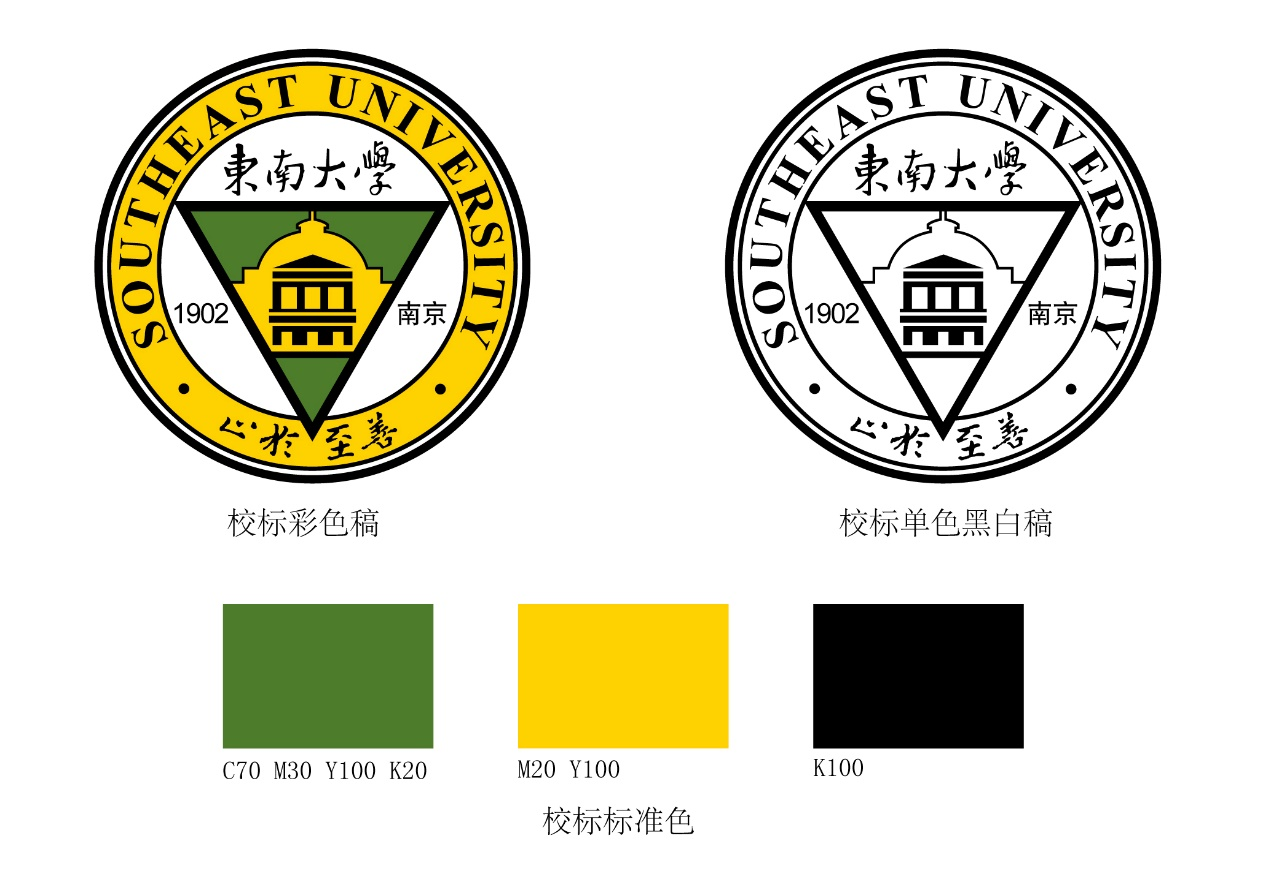 SOUTHEAST UNIVERSITY
東南大學
1902
南京
止於至善
SOUTHEAST UNIVERSITY
東南大學
1902
南京
止於至善
校标彩色稿
校标单色黑白稿
C70 M30 Y100 K20
M20 Y100
K100
校标标准色